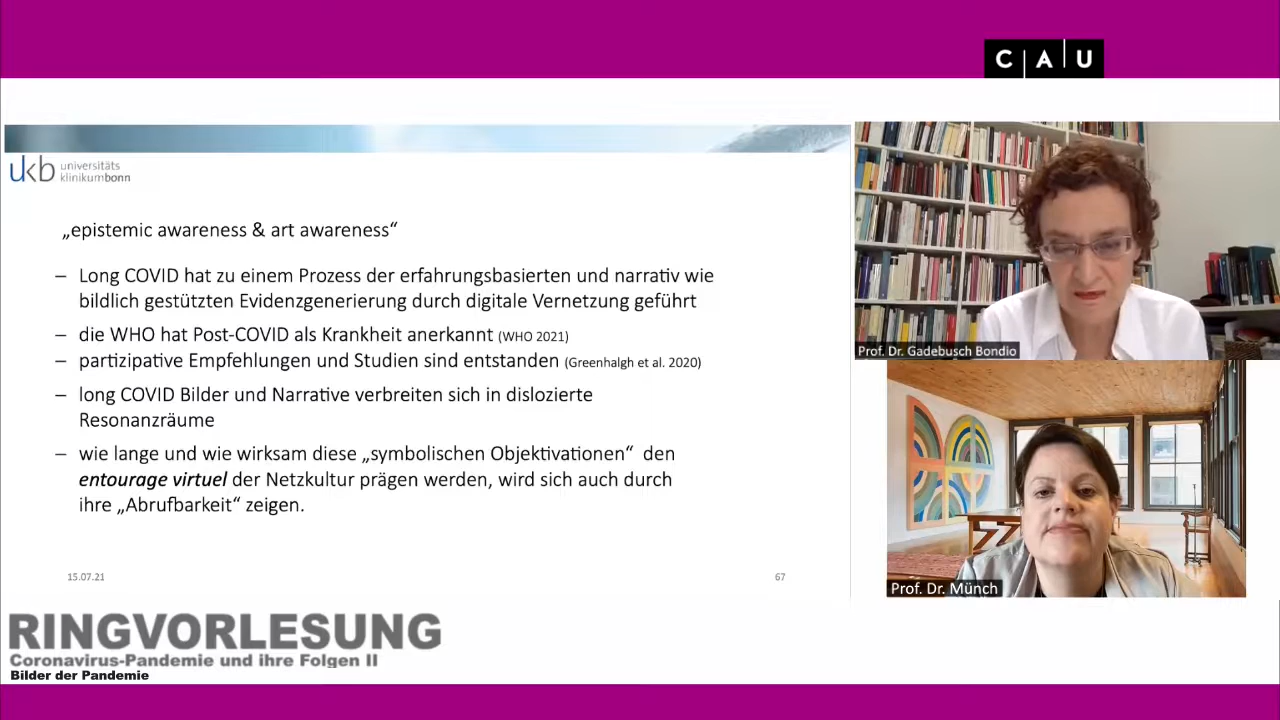 CAU
ukb universitäts
klinikumbonn
„epistemic awareness & art awareness“
– Long COVID hat zu einem Prozess der erfahrungsbasierten und narrativ wie
bildlich gestützten Evidenzgenerierung durch digitale Vernetzung geführt
– die WHO hat Post-COVID als Krankheit anerkannt (WHO 2021)
– partizipative Empfehlungen und Studien sind entstanden (Greenhalgh et al. 2020)
– long COVID Bilder und Narrative verbreiten sich in dislozierte
Resonanzräume
– wie lange und wie wirksam diese „symbolischen Objektivationen“ den
entourage virtuel der Netzkultur prägen werden, wird sich auch durch
ihre „Abrufbarkeit“ zeigen.
15.07.21
67
Prof. Dr. Gadebusch Bondio
Prof. Dr. Münch
RINGVORLESUNG
Coronavirus-Pandemie und ihre Folgen II
Bilder der Pandemie